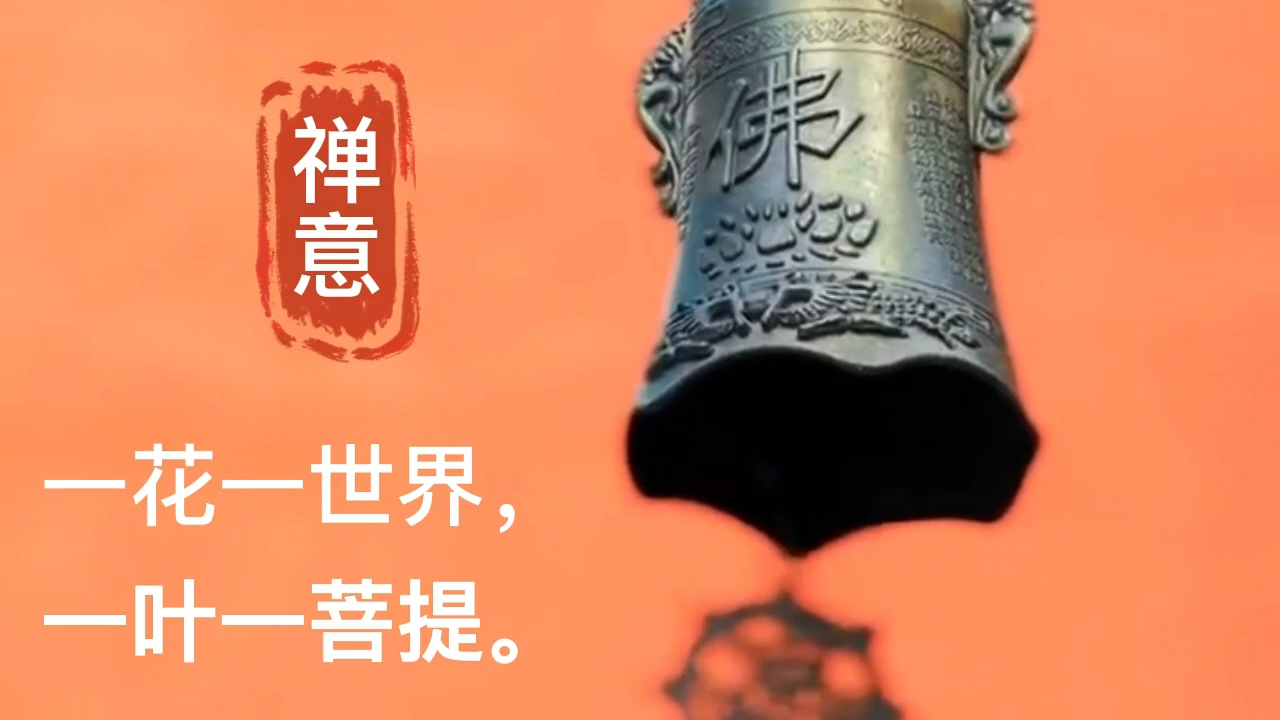 禅意
佛
一花一世界，
一叶一菩提。